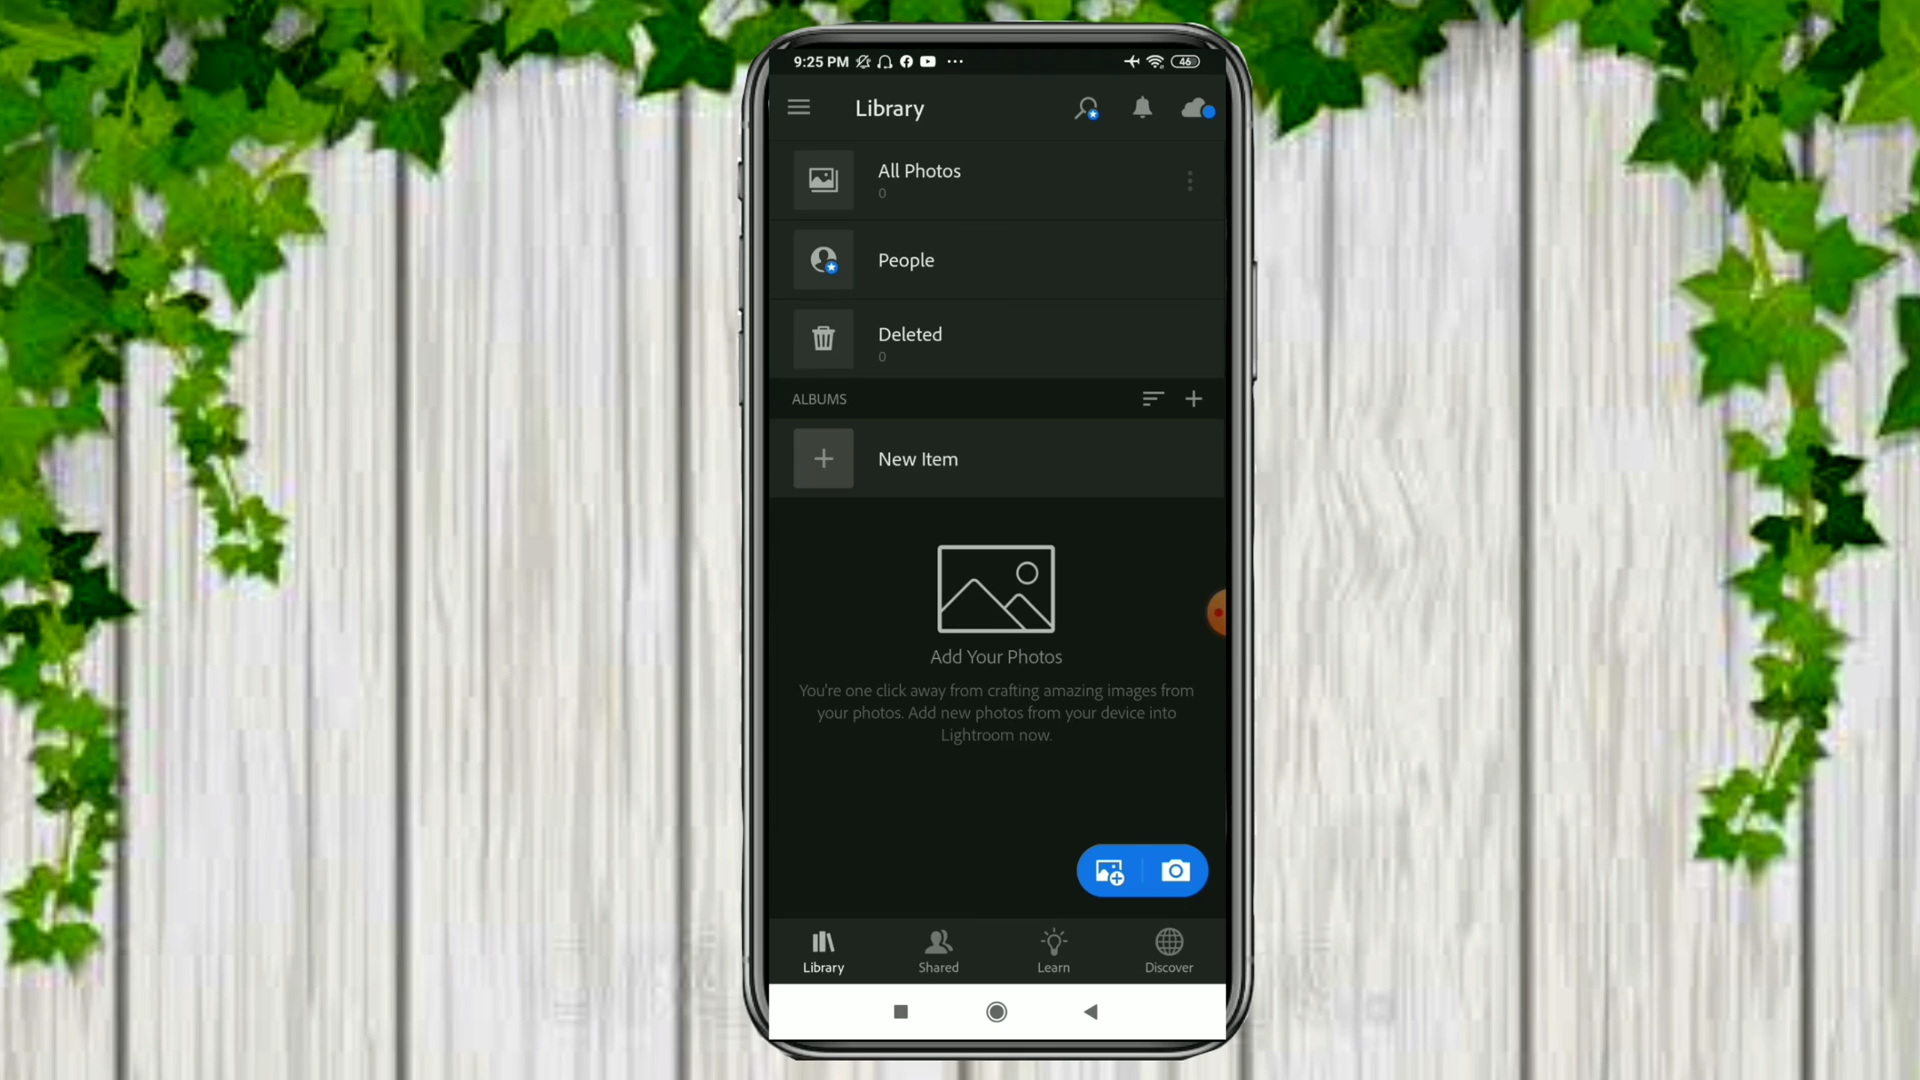 9:25 PM
46
Library
All Photos
0
People
Deleted
0
ALBUMS
New Item
Add Your Photos
You're one click away from crafting amazing images from
your photos. Add new photos from your device into
Lightroom now.
Library
Shared
Learn
Discover